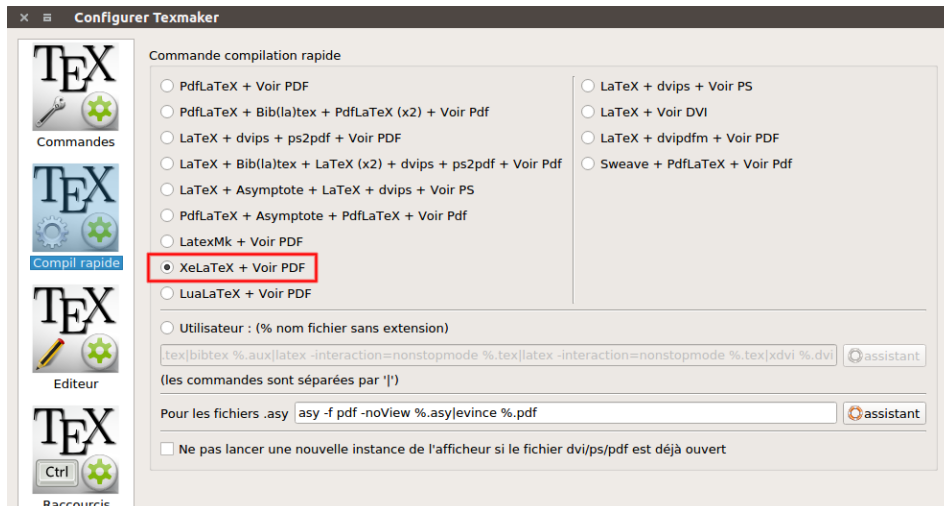 Configurer Texmaker
TEX
Commandes
TEX
Compil rapide
TEX
Editeur
TEX
Ctrl
Raccourcis
Commande compilation rapide
PdfLaTeX + Voir PDF
PdfLaTeX + Bib(la)tex + PdfLaTeX (x2) + Voir Pdf
LaTeX + dvips + ps2pdf + Voir PDF
LaTeX + Bib(la)tex + LaTeX (x2) + dvips + ps2pdf + Voir Pdf
LaTeX + Asymptote + LaTeX + dvips + Voir PS
PdfLaTeX + Asymptote + PdfLaTeX + Voir Pdf
LatexMk + Voir PDF
XeLaTeX + Voir PDF
LuaLaTeX + Voir PDF
LaTeX + dvips + Voir PS
LaTeX + Voir DVI
LaTeX + dvipdfm + Voir PDF
Sweave + PdfLaTeX + Voir Pdf
Utilisateur : (% nom fichier sans extension)
.tex|bibtex %.aux|latex -interaction=nonstopmode %.tex|latex -interaction=nonstopmode %.tex|xdvi %.dvi
assistant
(les commandes sont séparées par '|')
Pour les fichiers .asy
asy -f pdf -noView %.asy|evince %.pdf
assistant
Ne pas lancer une nouvelle instance de l'afficheur si le fichier dvi/ps/pdf est déjà ouvert